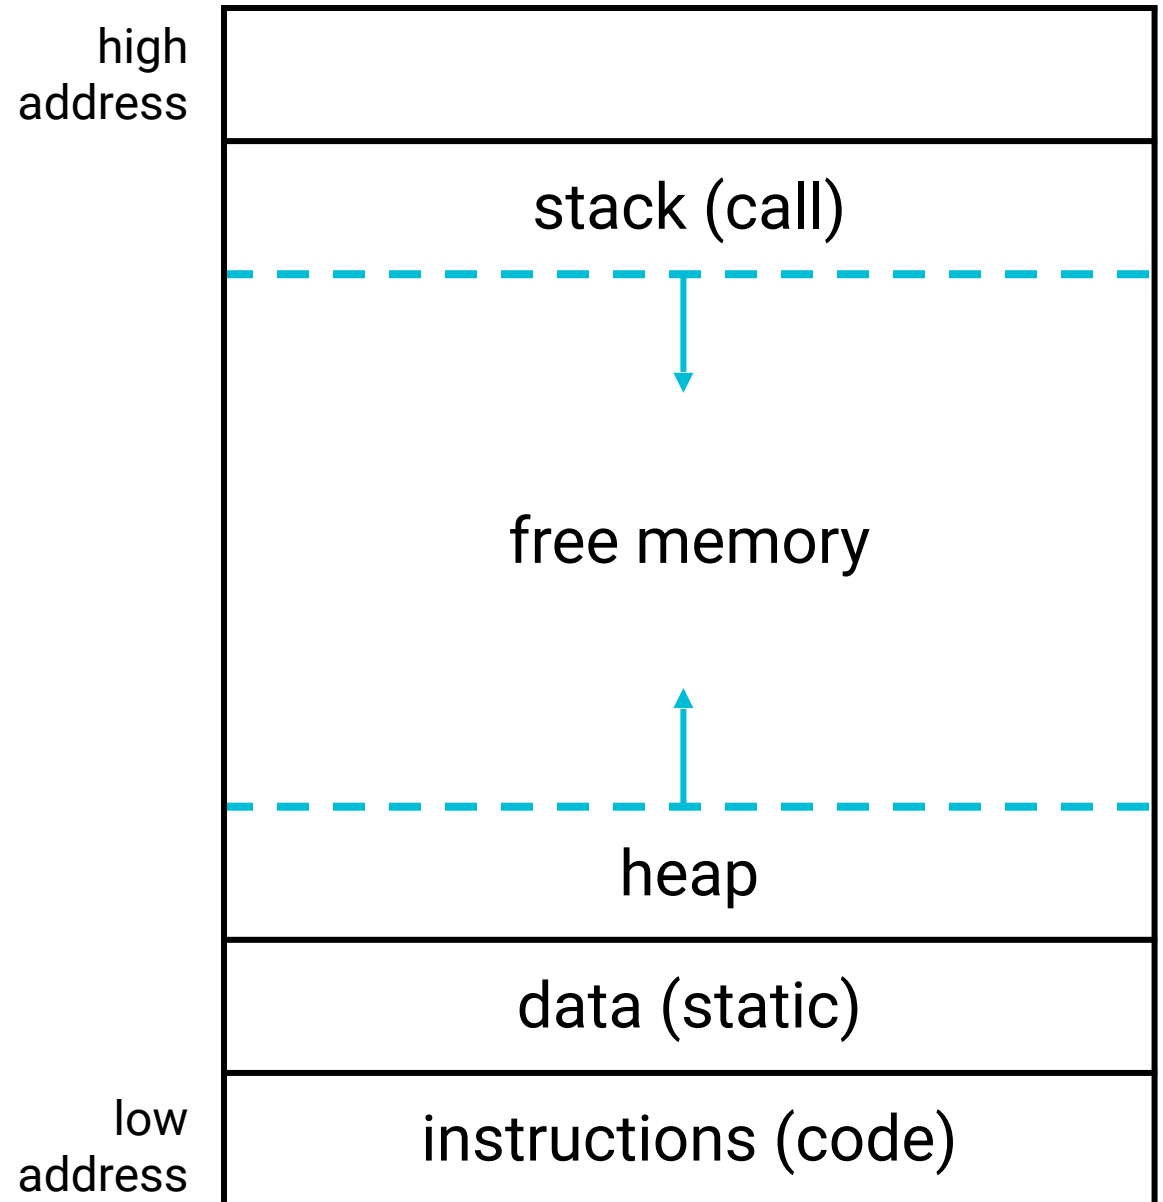 high
address
stack (call)
free memory
heap
data (static)
low
address
instructions (code)